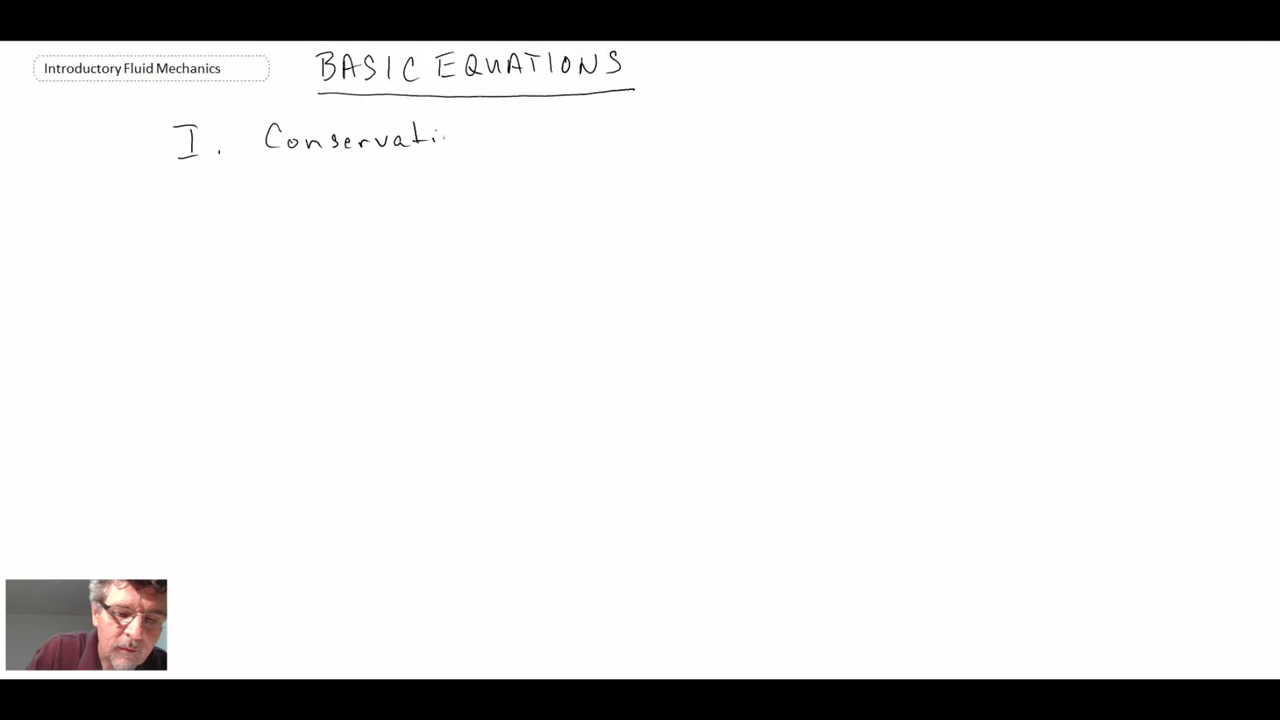 Introductory Fluid Mechanics
BASIC EQUATIONS
I. Conservati